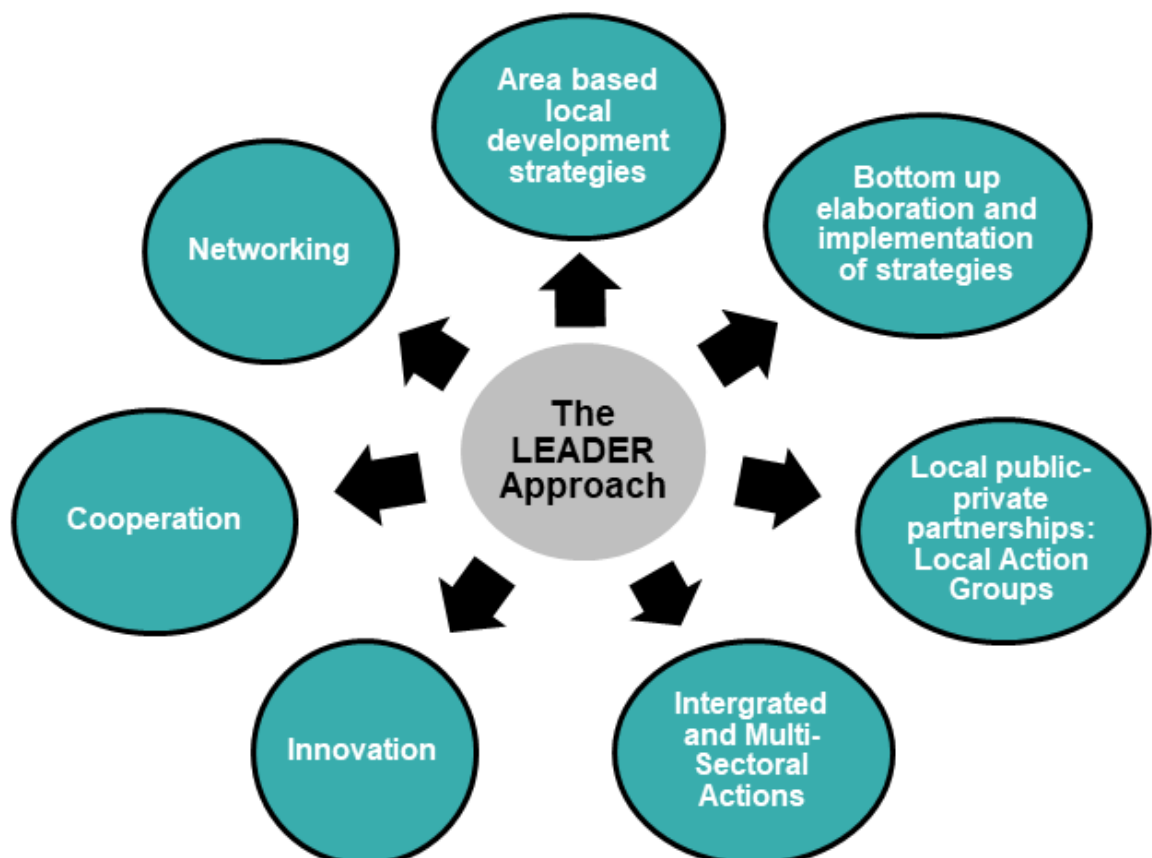 Area based
local
development
strategies
Bottom up
elaboration and
implementation
of strategies
Networking
The
LEADER
Approach
Local public-
private
partnerships:
Local Action
Groups
Cooperation
Intergrated
and Multi-
Sectoral
Actions
Innovation